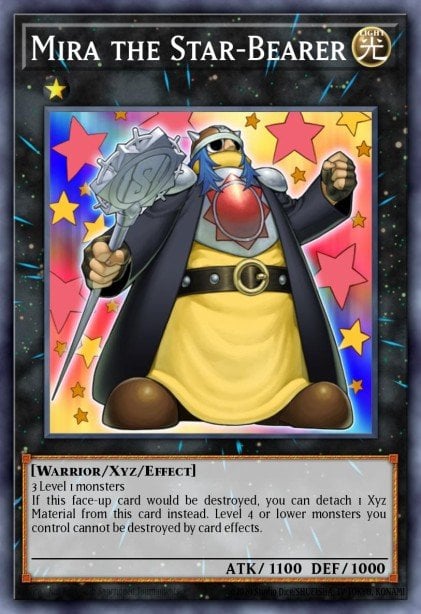 MIRA THE STAR-BEARER
LIGHT
光
[WARRIOR/XYZ/EFFECT]
3 Level 1 monsters
If this face-up card would be destroyed, you can detach 1 Xyz
Material from this card instead. Level 4 or lower monsters you
control cannot be destroyed by card effects.
ATK/ 1100 DEF/1000